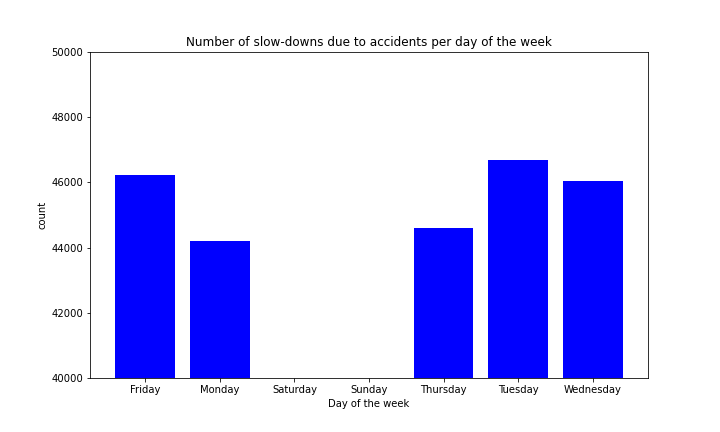 Number of slow-downs due to accidents per day of the week
50000
48000
46000
44000
42000
40000
count
Friday Monday Saturday Sunday Thursday Tuesday Wednesday
Day of the week